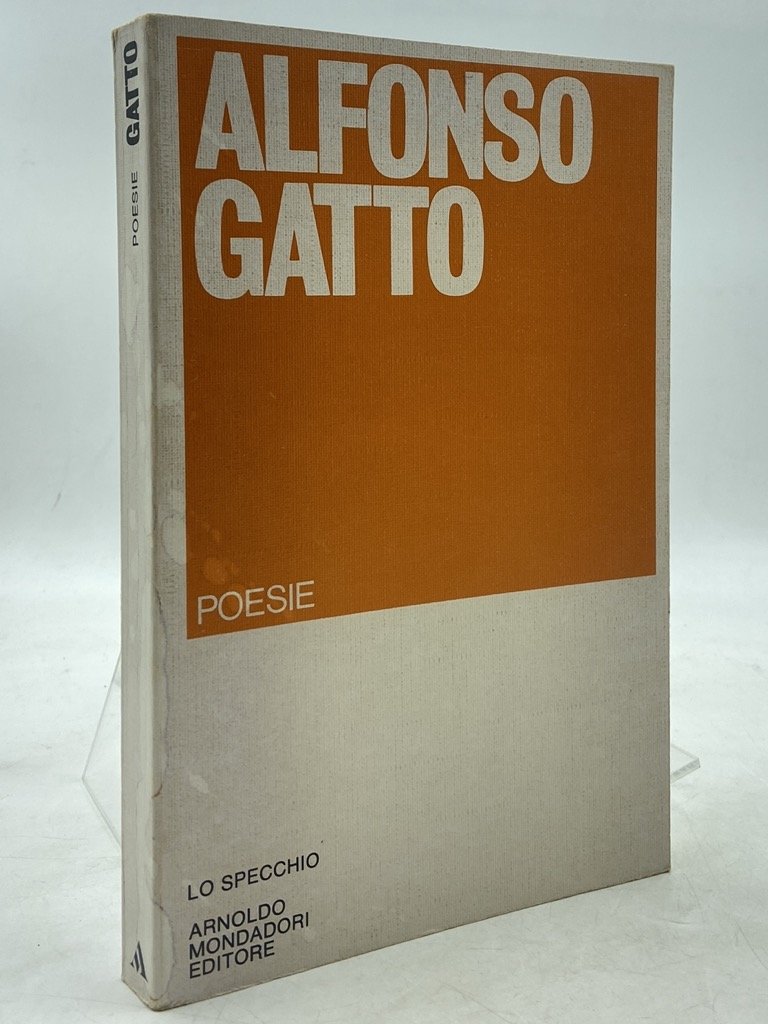 GATTO
POESIE
ALFONSO
GATTO
POESIE
LO SPECCHIO
ARNOLDO
MONDADORI
EDITORE